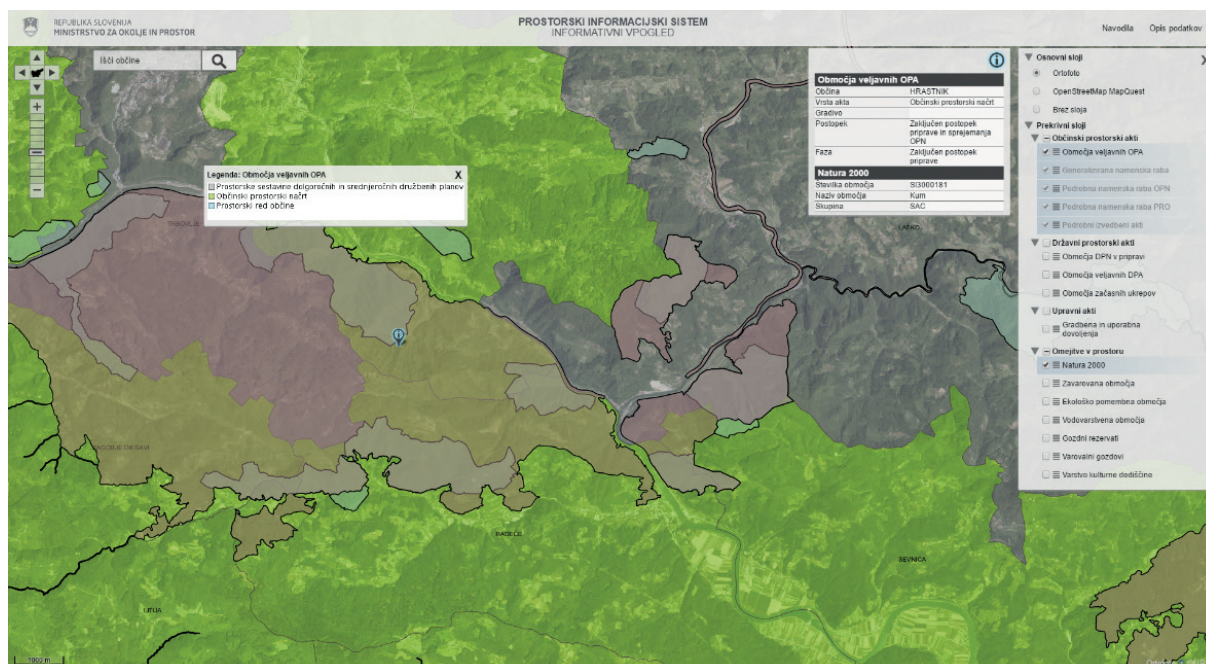 REPUBLIKA SLOVENIJA
MINISTRSTVO ZA OKOLJE IN PROSTOR
PROSTORSKI INFORMACIJSKI SISTEM
INFORMATIVNI VPOGLED
Navodila
Opis podatkov
Išči občine
Legenda: Območja veljavnih OPA X
Prostorske sestavine dolgoročnih in srednjeročnih družbenih planov
Občinski prostorski načrt
Prostorski red občine
Območja veljavnih OPA
Občina HRASTNIK
Vrsta akta Občinski prostorski načrt
Gradivo
Postopek Zaključen postopek
priprave in sprejemanja
OPN
Faza Zaključen postopek
priprave
Natura 2000
Številka območja SI3000181
Naziv območja Kum
Skupina SAC
Osnovni sloji
Ortofoto
OpenStreetMap MapQuest
Brez sloja
Prekrivni sloji
Občinski prostorski akti
Območja veljavnih OPA
Generalizirana namenska raba
Podrobna namenska raba OPN
Podrobna namenska raba PRO
Podrobni izvedbeni akti
Državni prostorski akti
Območja DPN v pripravi
Območja veljavnih DPA
Območja začasnih ukrepov
Upravni akti
Gradbena in uporabna
dovoljenja
Omejitve v prostoru
Natura 2000
Zavarovana območja
Ekološko pomembna območja
Vodovarstvena območja
Gozdni rezervati
Varovalni gozdovi
Varstvo kulturne dediščine
TRBOVLJE
LAŠKO
ZAGORJE OB SAVI
RADEČE
SEVNICA
LITIJA